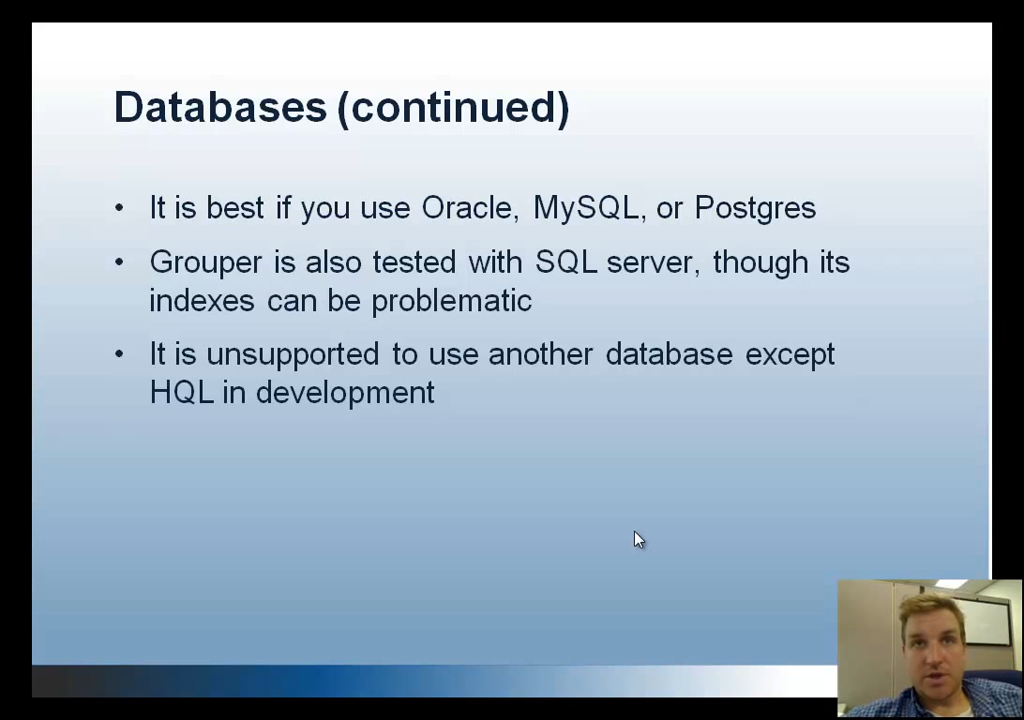 Databases (continued)
• It is best if you use Oracle, MySQL, or Postgres
• Grouper is also tested with SQL server, though its
indexes can be problematic
• It is unsupported to use another database except
HQL in development